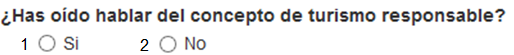 ¿Has oído hablar del concepto de turismo responsable?
1 Si 2 No